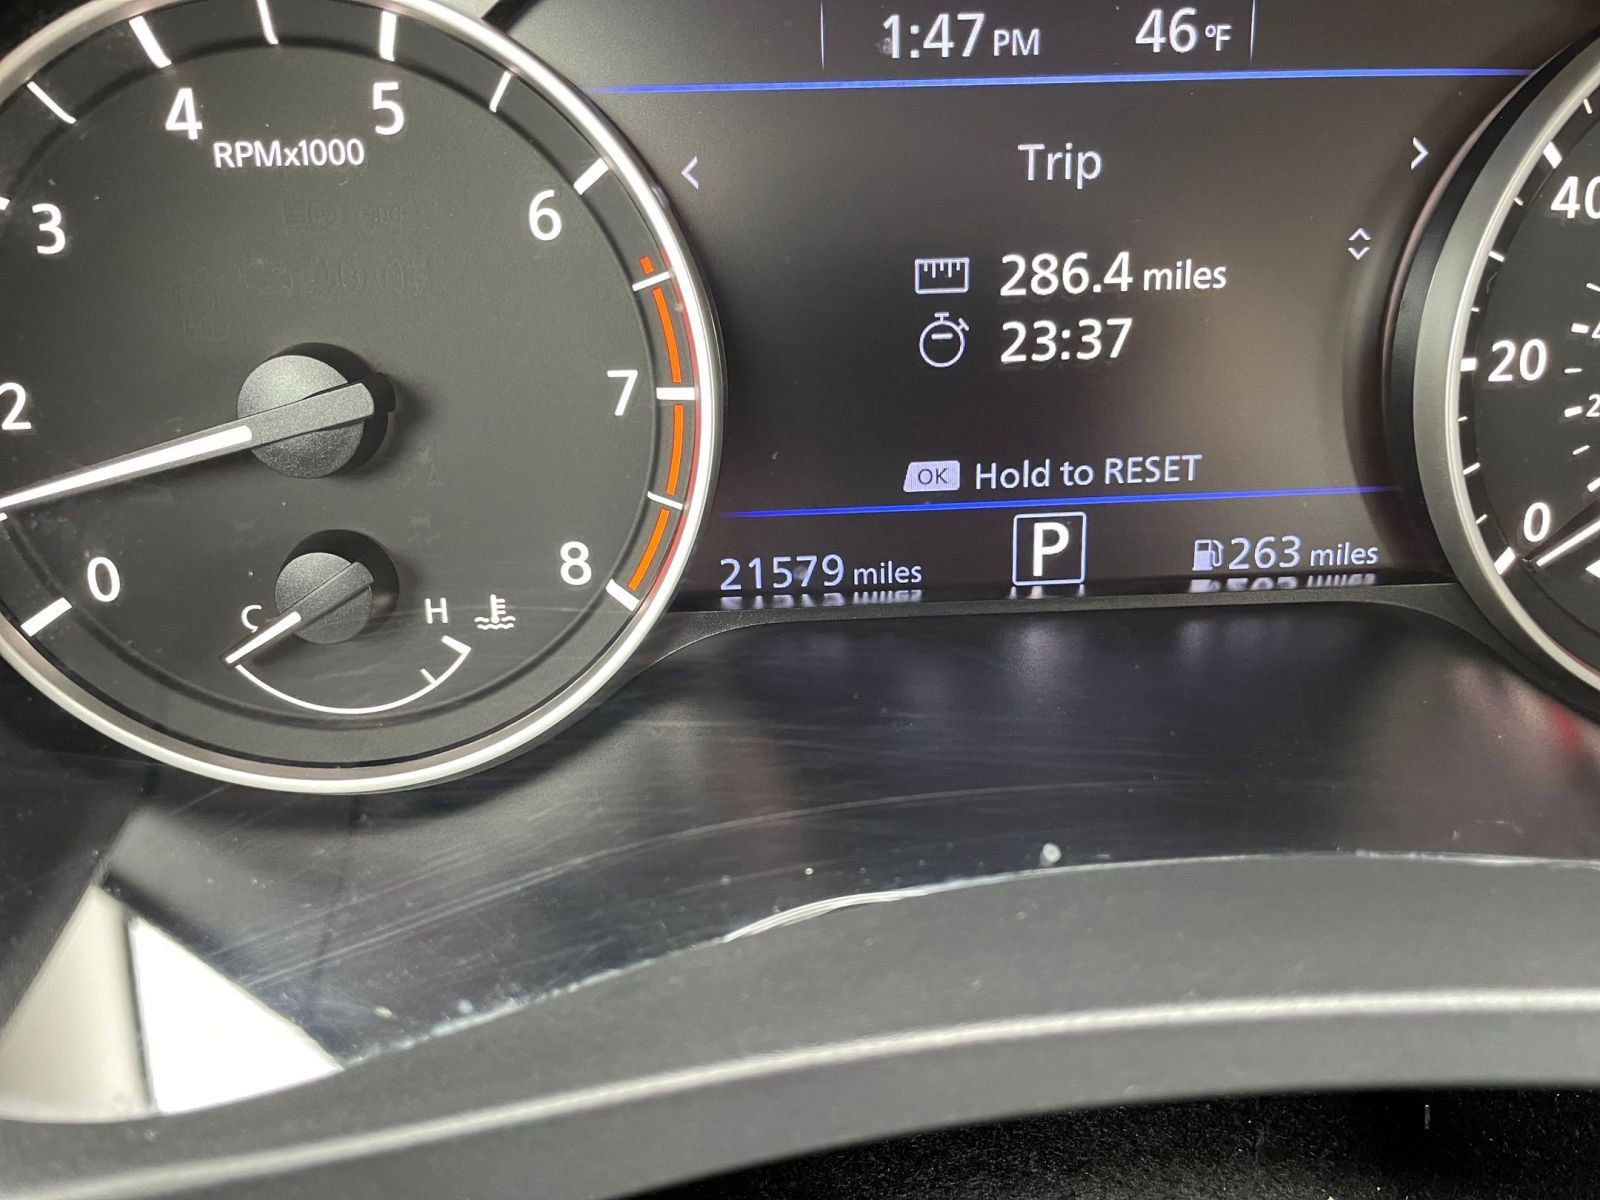 1:47 PM 46 °F
Trip
286.4 miles
23:37
OK Hold to RESET
21579 miles P 263 miles
RPMx1000
0
2
3
4
5
6
7
8
C H
40
20
0